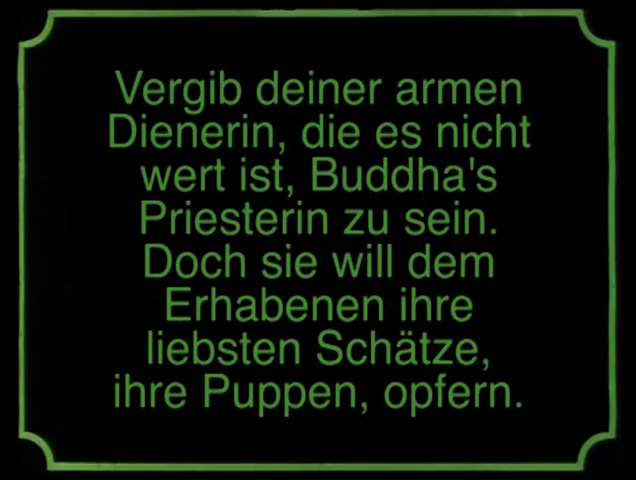 Vergib deiner armen
Dienerin, die es nicht
wert ist, Buddha's
Priesterin zu sein.
Doch sie will dem
Erhabenen ihre
liebsten Schätze,
ihre Puppen, opfern.